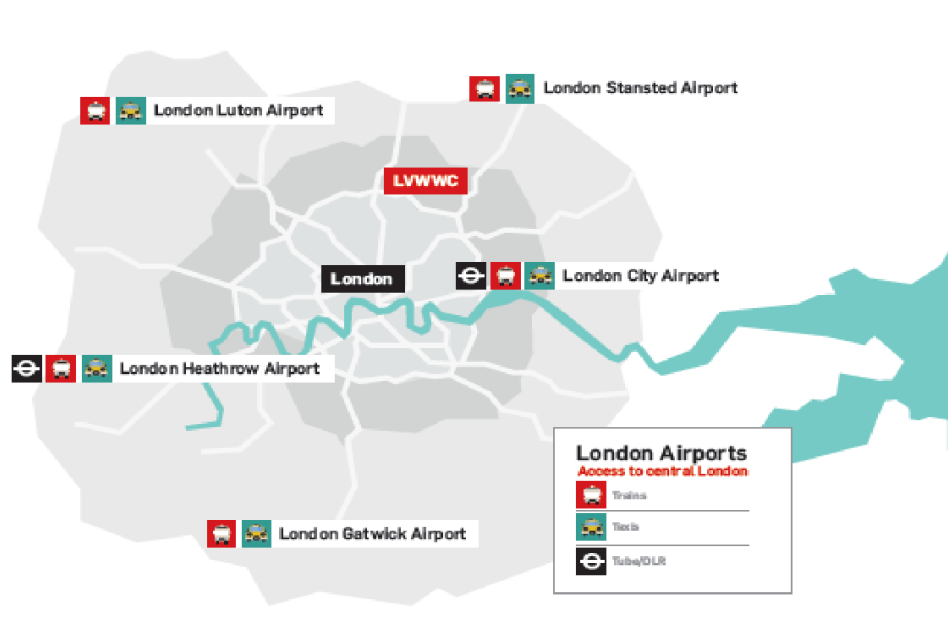 London Stansted Airport
London Luton Airport
LVWWC
London
London City Airport
London Heathrow Airport
London Gatwick Airport
London Airports
Access to central London
Trains
Taxis
Tube/DLR